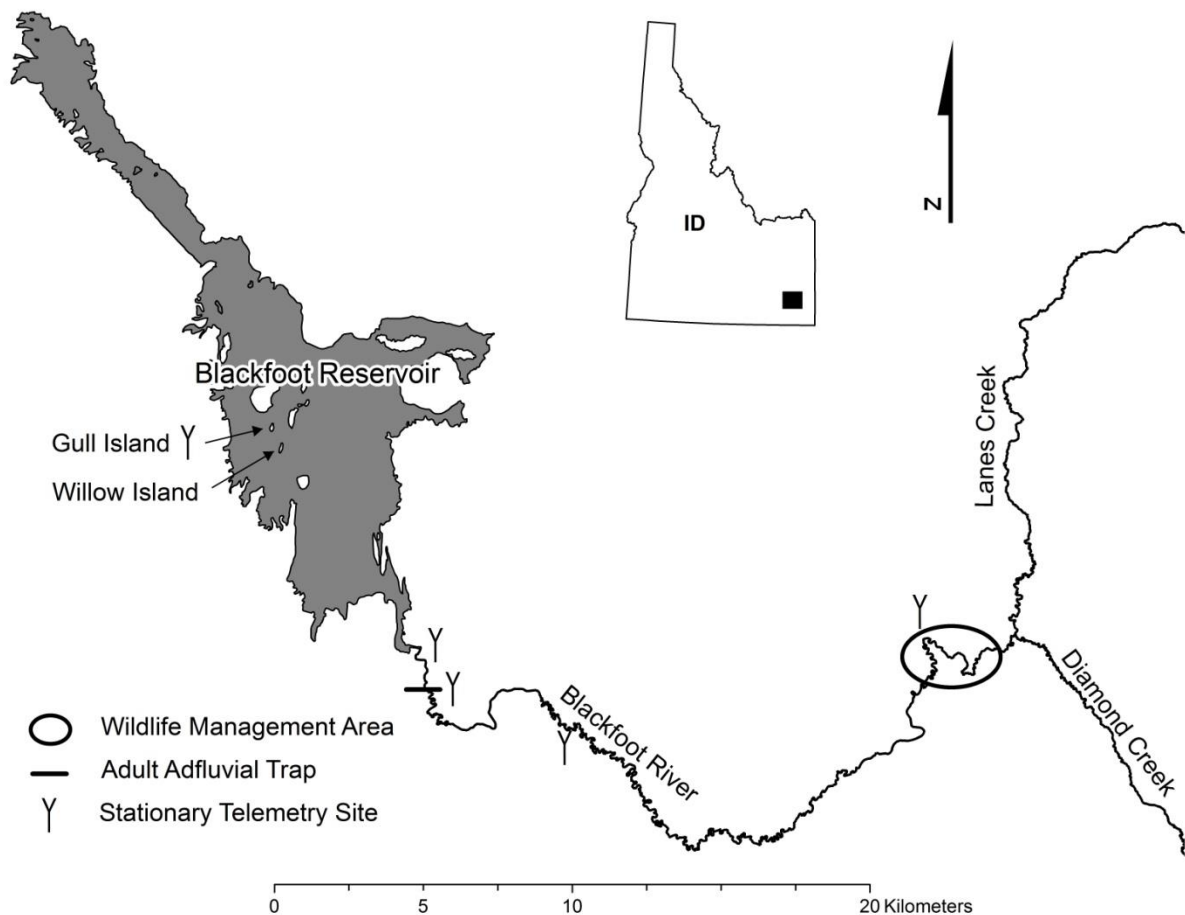 ID
N
Blackfoot Reservoir
Gull Island
Willow Island
Lanes Creek
Diamond Creek
Blackfoot River
Wildlife Management Area
Adult Adfluvial Trap
Stationary Telemetry Site
0 5 10 20 Kilometers